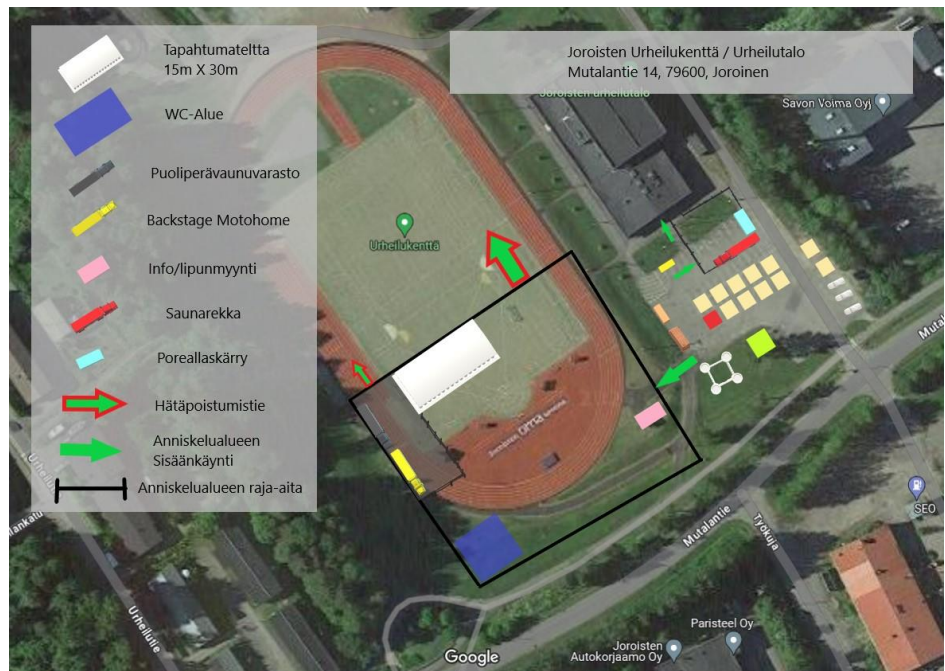 Tapahtumateltta
15m X 30m
WC-Alue
Puoliperävaunuvarasto
Backstage Motohome
Info/lipunmyynti
Saunarekka
Poreallaskärry
Hätäpoistumistie
Anniskelualueen
Sisäänkäynti
Anniskelualueen raja-aita
Joroisten Urheilukenttä / Urheilutalo
Mutalantie 14, 79600, Joroinen
Joroisten urheilutalo
Savon Voima Oyj
Urheilukenttä
SEO
Mutalantie
Työkuja
Urheilutie
Paristeel Oy
Joroisten
Autokorjaamo Oy
Google